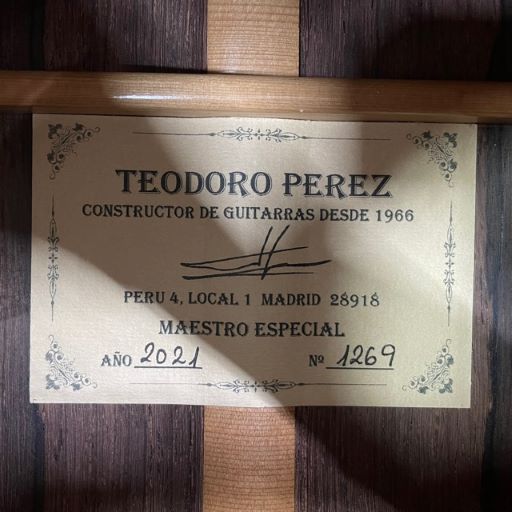 TEODORO PEREZ
CONSTRUCTOR DE GUITARRAS DESDE 1966
PERU 4, LOCAL 1 MADRID 28918
MAESTRO ESPECIAL
AÑO 2021 Nº 1269